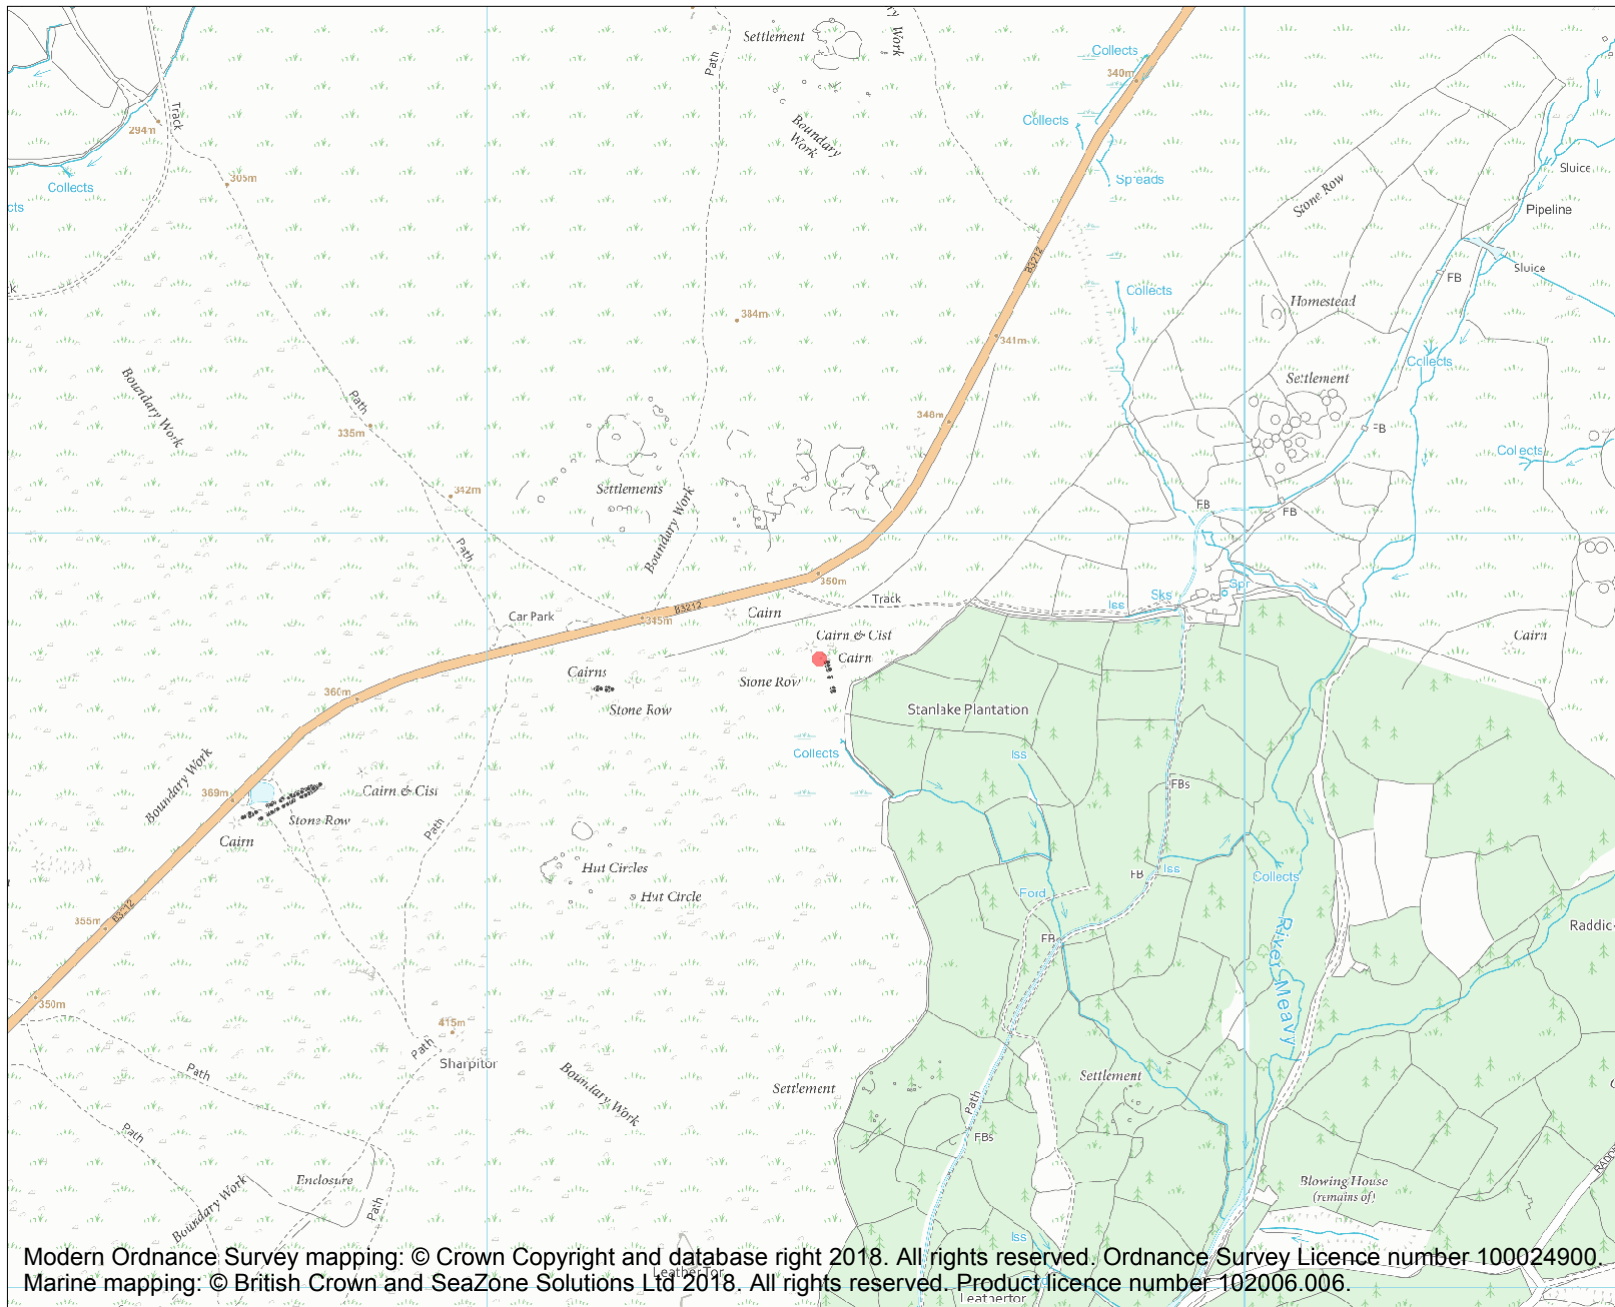 Settlement
Path
Work
Collects
340m
Track
294m
Collects
Boundary
Work
Collects
Sluice
305m
Spreads
Stone Row
Pipeline
B3212
Sluice
FB
Collects
Homestead
384m
341m
Collects
Boundary Work
Path
335m
Settlement
348m
FB
Collects
342m
Settlements
FB
FB
Boundary Work
Path
350m
Spr
Sks
Iss
Track
B3212
Cairn
Car Park
345m
Cairn & Cist
Cairn
Cairn
Cairns
Stone Row
360m
Stone Row
Stanlake Plantation
Collects
Iss
Boundary Work
369m
Cairn & Cist
Stone Row
Cairn
Path
FBs
Hut Circles
Hut Circle
FB
Iss
Collects
Ford
355m
B3212
FB
River Meavy
350m
415m
Path
Sharpitor
Path
Boundary Work
Settlement
Settlement
Path
Path
FBs
Enclosure
Path
Boundary Work
Blowing House
(remains of)
Iss
Modern Ordnance Survey mapping: © Crown Copyright and database right 2018. All rights reserved. Ordnance Survey Licence number 100024900.
Leather Tor
Marine mapping: © British Crown and SeaZone Solutions Ltd 2018. All rights reserved. Product licence number 102006.006.
Ford
Leathertor